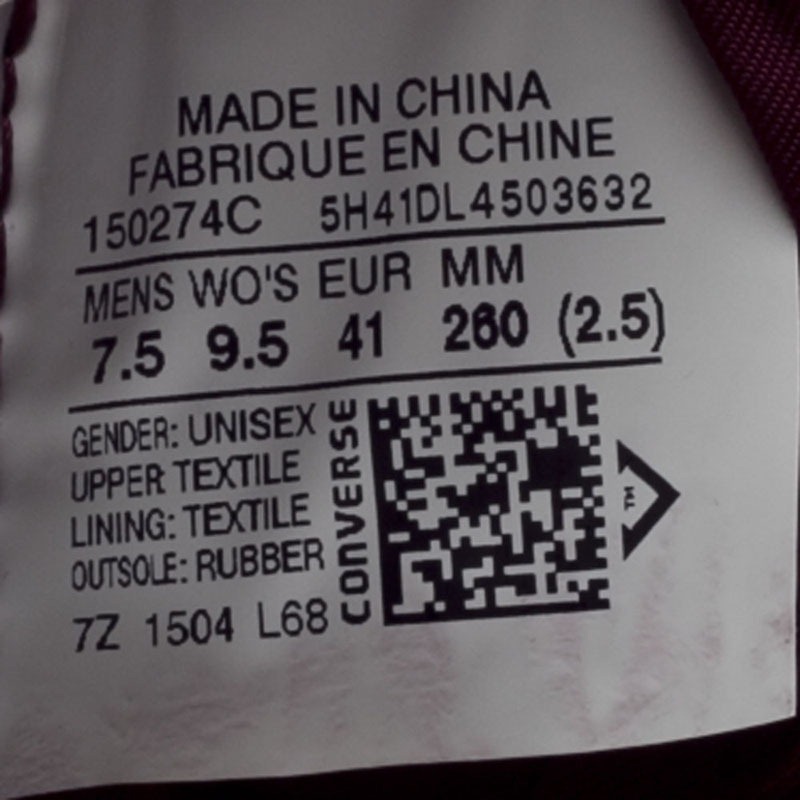 MADE IN CHINA
FABRIQUE EN CHINE
150274C 5H41DL4503632
MENS WO'S EUR MM
7.5 9.5 41 260 (2.5)
GENDER: UNISEX
UPPER TEXTILE
LINING: TEXTILE
OUTSOLE: RUBBER
7Z 1504 L68
CONVERSE
TM